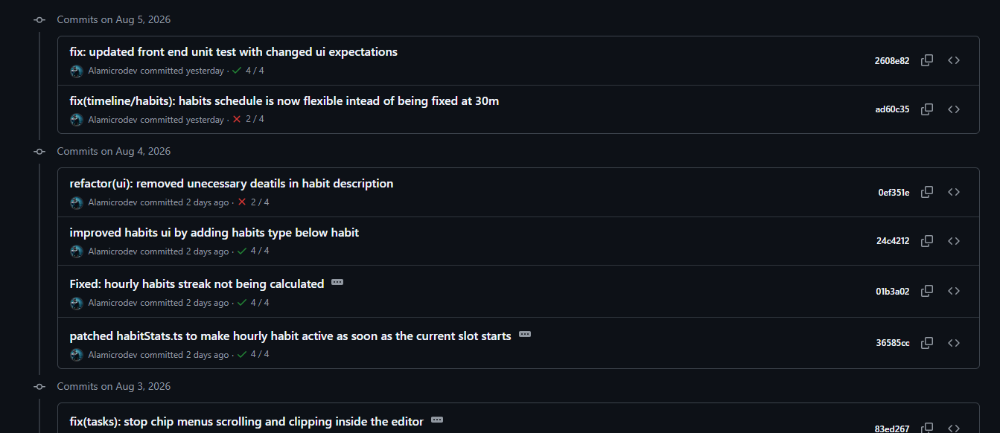 Commits on Aug 5, 2026
fix: updated front end unit test with changed ui expectations
Alamicrodev committed yesterday · 4 / 4
2608e82
fix(timeline/habits): habits schedule is now flexible intead of being fixed at 30m
Alamicrodev committed yesterday · 2 / 4
ad60c35
Commits on Aug 4, 2026
refactor(ui): removed unecessary deatils in habit description
Alamicrodev committed 2 days ago · 2 / 4
0ef351e
improved habits ui by adding habits type below habit
Alamicrodev committed 2 days ago · 4 / 4
24c4212
Fixed: hourly habits streak not being calculated
Alamicrodev committed 2 days ago · 4 / 4
01b3a02
patched habitStats.ts to make hourly habit active as soon as the current slot starts
Alamicrodev committed 2 days ago · 4 / 4
36585cc
Commits on Aug 3, 2026
fix(tasks): stop chip menus scrolling and clipping inside the editor
83ed267